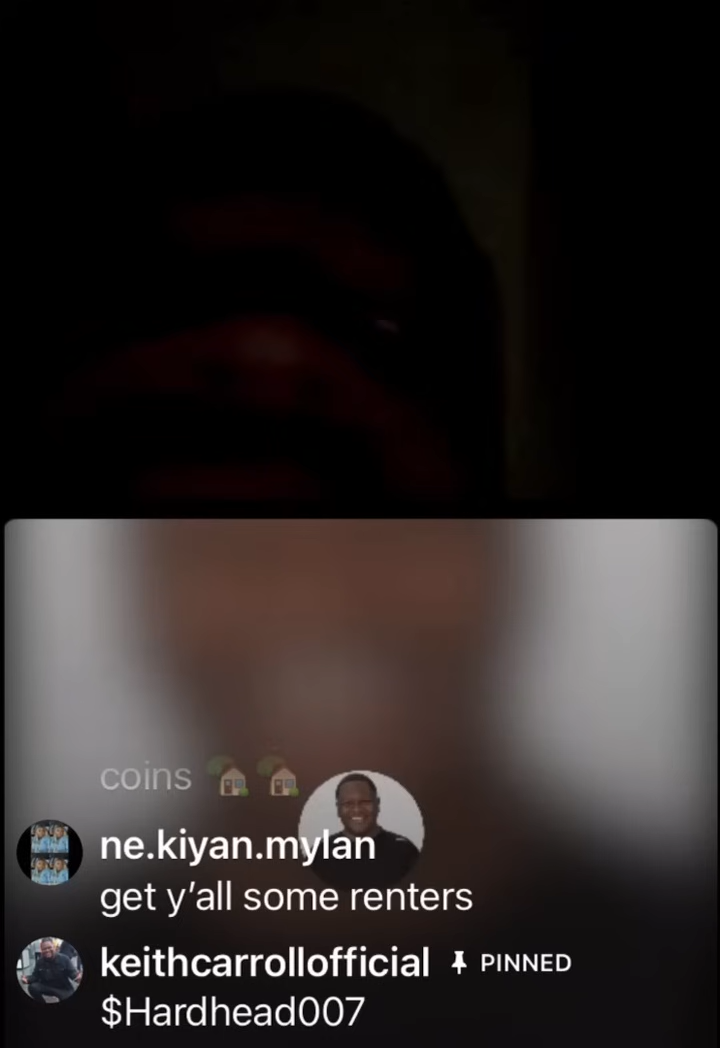 coins 🏡🏡
ne.kiyan.mylan
get y'all some renters
keithcarrollofficial PINNED
$Hardhead007